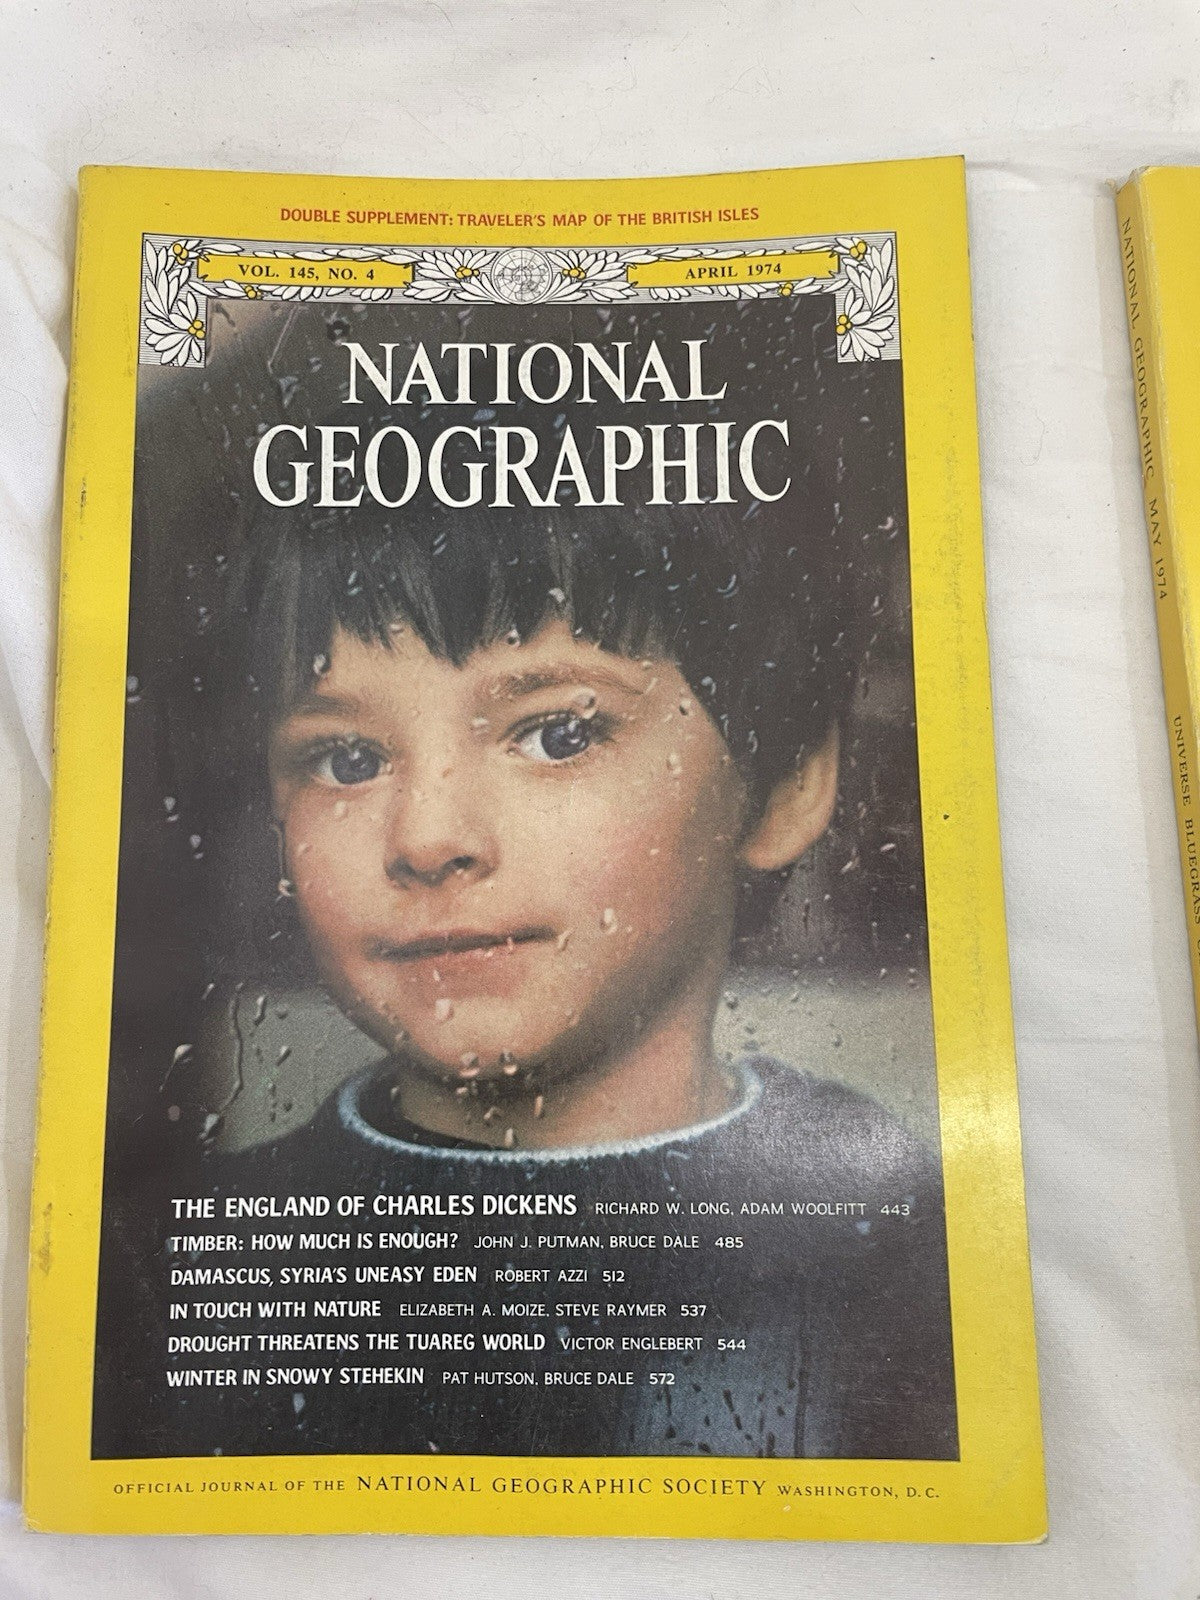 DOUBLE SUPPLEMENT: TRAVELER'S MAP OF THE BRITISH ISLES
VOL. 145, NO. 4
APRIL 1974
NATIONAL
GEOGRAPHIC
THE ENGLAND OF CHARLES DICKENS RICHARD W. LONG, ADAM WOOLFITT 443
TIMBER: HOW MUCH IS ENOUGH? JOHN J. PUTMAN, BRUCE DALE 485
DAMASCUS, SYRIA'S UNEASY EDEN ROBERT AZZI 512
IN TOUCH WITH NATURE ELIZABETH A. MOIZE, STEVE RAYMER 537
DROUGHT THREATENS THE TUAREG WORLD VICTOR ENGLEBERT 544
WINTER IN SNOWY STEHEKIN PAT HUTSON, BRUCE DALE 572
OFFICIAL JOURNAL OF THE NATIONAL GEOGRAPHIC SOCIETY WASHINGTON, D.C.
NATIONAL GEOGRAPHIC MAY 1974
UNIVERSE BLUEGRASS